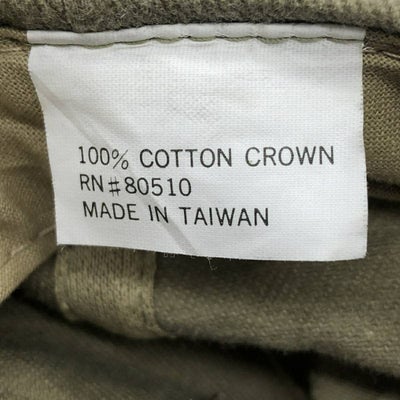 100% COTTON CROWN
RN#80510
MADE IN TAIWAN